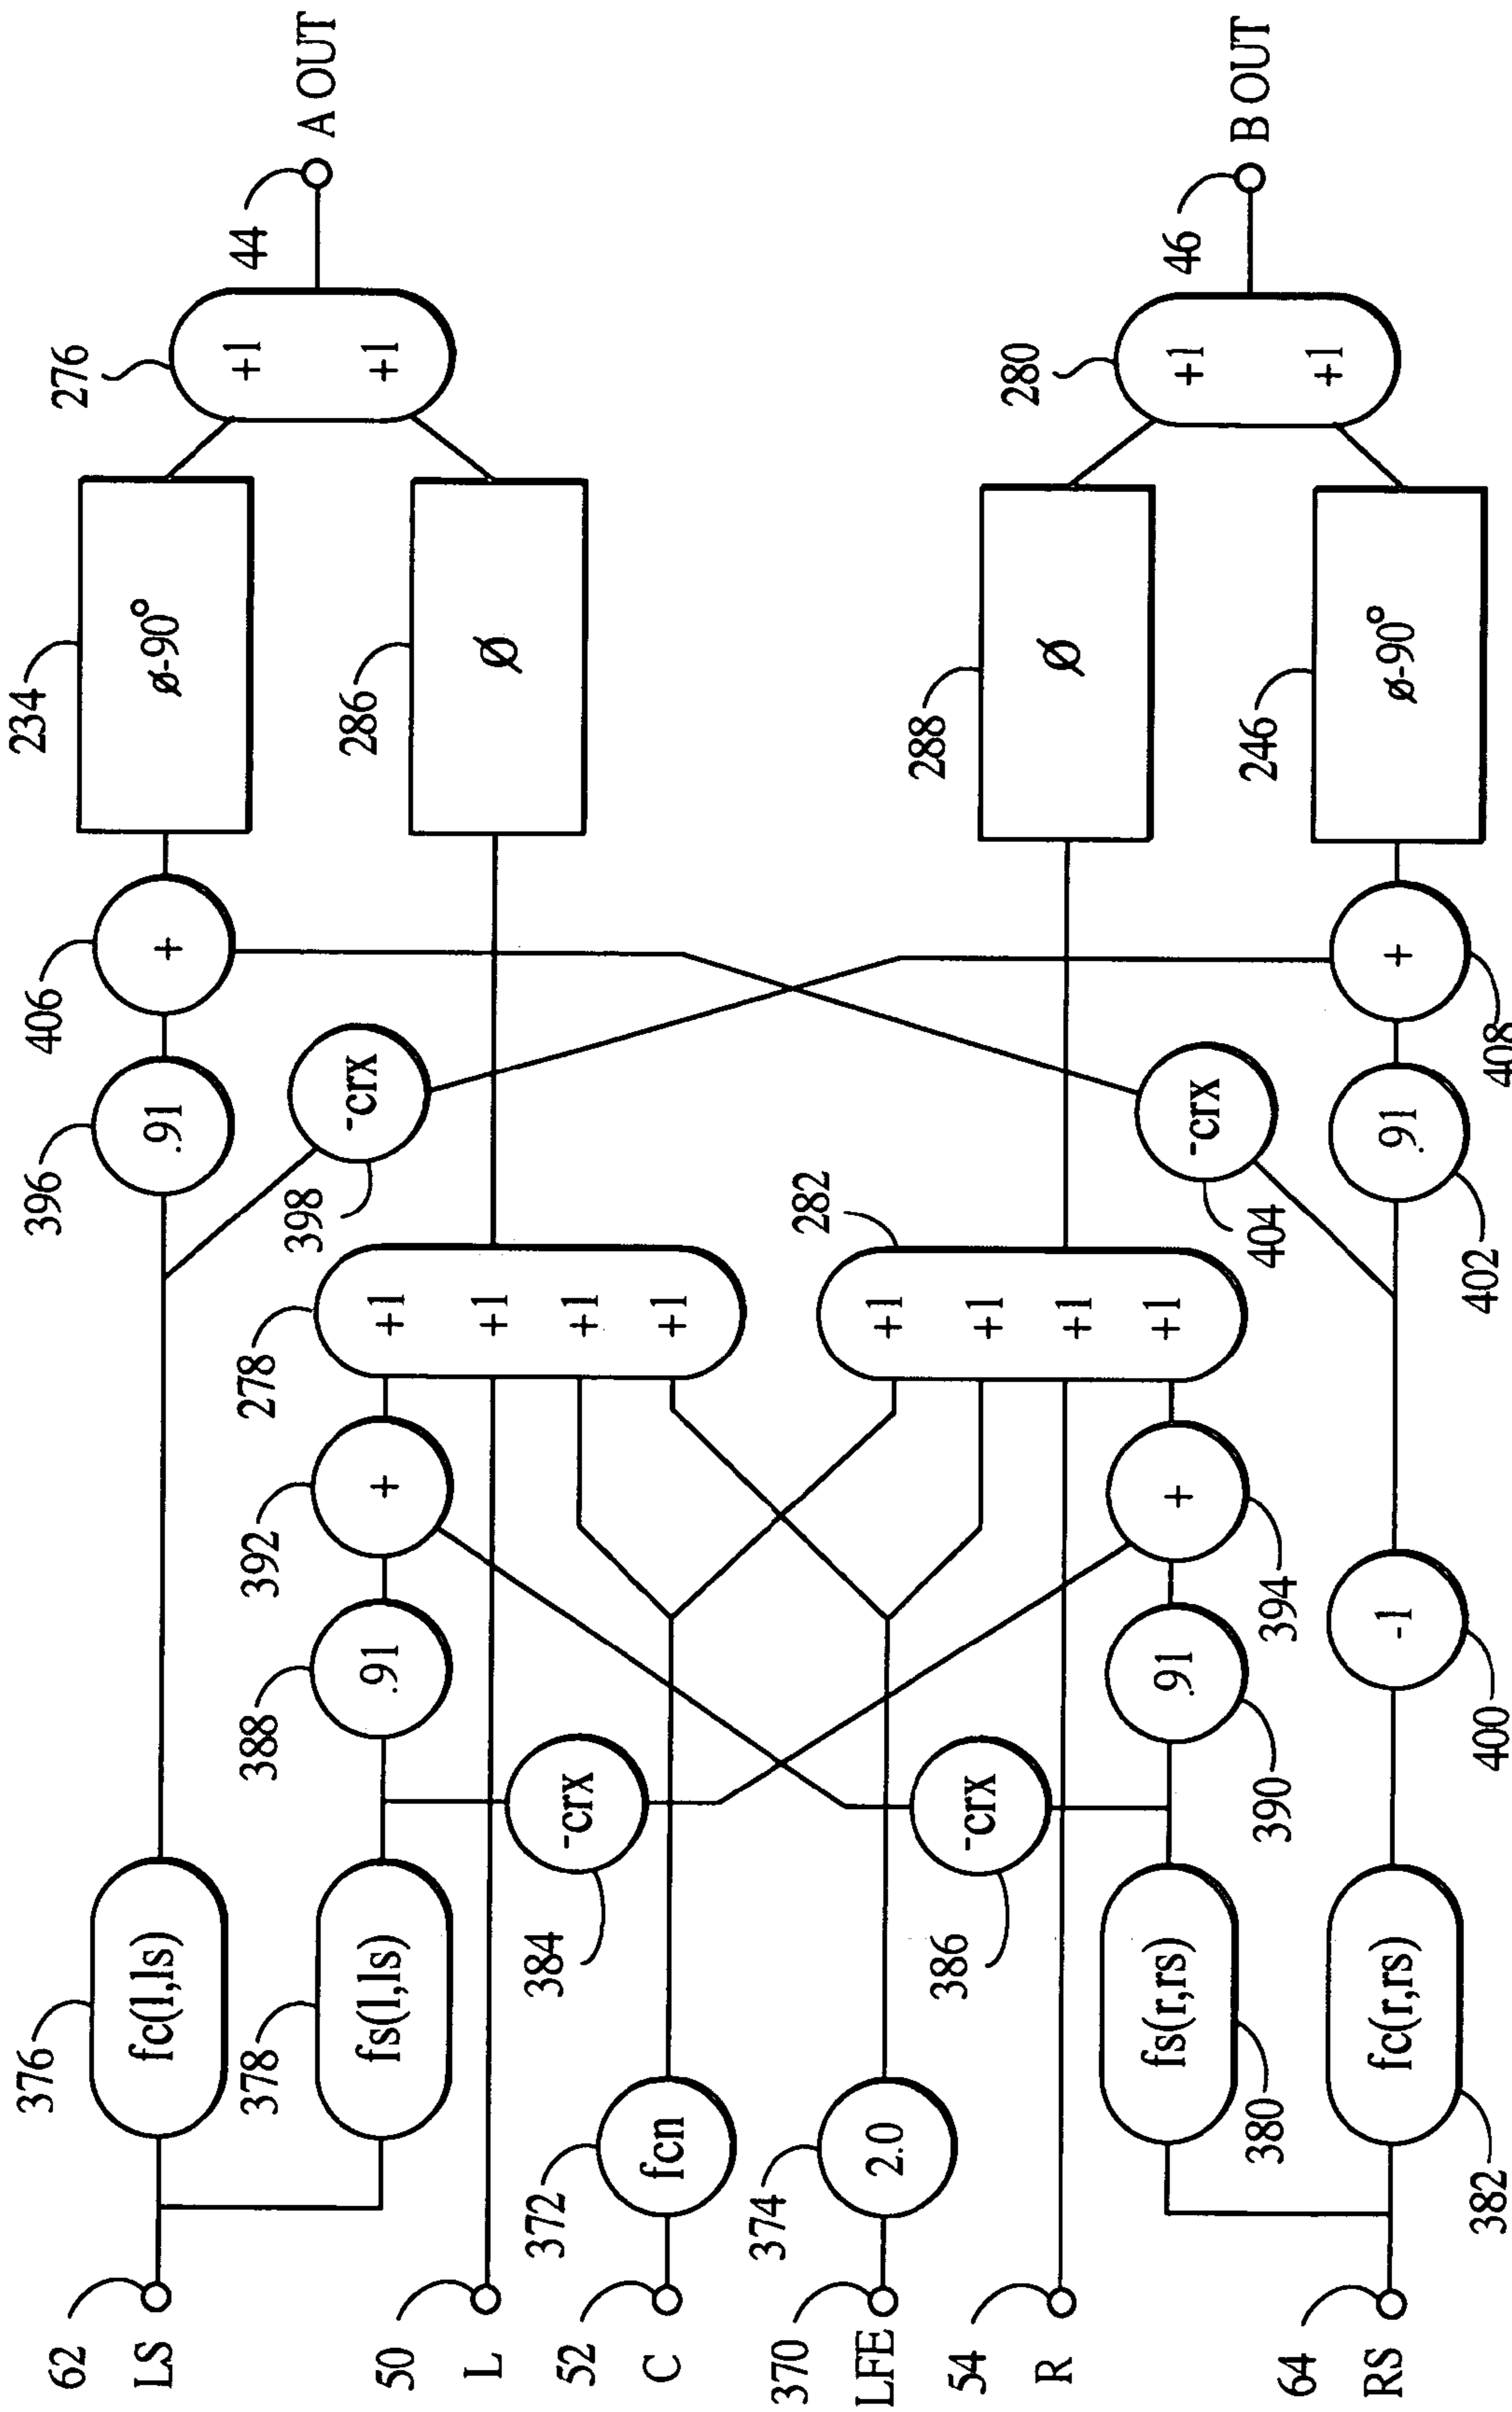 62
LS
50
L
52
C
370
LFE
54
R
64
RS
376
fc(l,ls)
378
fs(l,ls)
372
fcn
374
2.0
fs(r,rs)
380
fc(r,rs)
382
384
-crx
386
-crx
388
.91
.91
390
-1
400
392
+
+
394
278
+1
+1
+1
+1
282
+1
+1
+1
+1
396
.91
398
-crx
-crx
404
.91
402
406
+
+
408
234
ø-90°
286
ø
288
ø
246
ø-90°
276
+1
+1
280
+1
+1
44
A OUT
46
B OUT